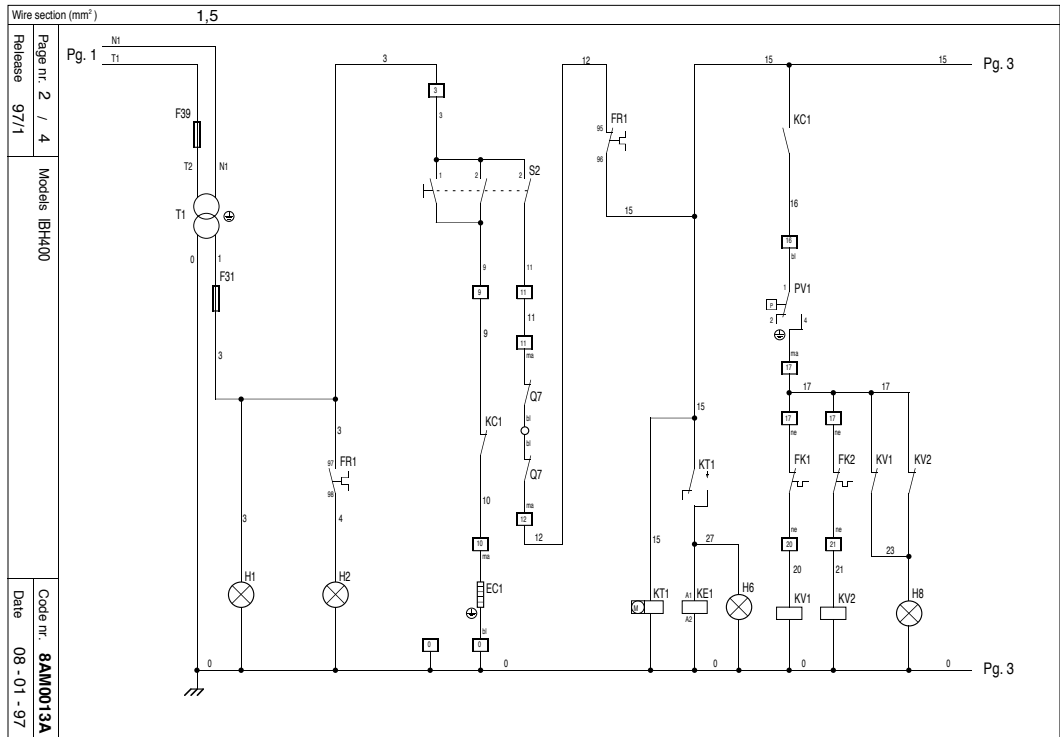 Wire section (mm²) 1,5
Page nr. 2 / 4
Release 97/1
Models IBH400
Code nr. 8AM0013A
Date 08 - 01 - 97
Pg. 1
N1
T1
3
12
15
15
Pg. 3
3
3
F39
T2
N1
T1
0
1
F31
3
FR1
95
96
15
KC1
16
16
bl
1
2
2
S2
9
11
9
11
9
11
11
ma
Q7
bl
bl
Q7
ma
12
12
1
PV1
P
2
4
ma
17
17
17
3
97
FR1
98
4
KC1
10
10
ma
15
KT1
17
ne
17
ne
FK1
FK2
KV1
KV2
ne
20
ne
21
20
21
23
3
H1
H2
EC1
bl
0
0
15
27
M
KT1
A1
KE1
A2
H6
KV1
KV2
H8
0
0
0
0
0
Pg. 3